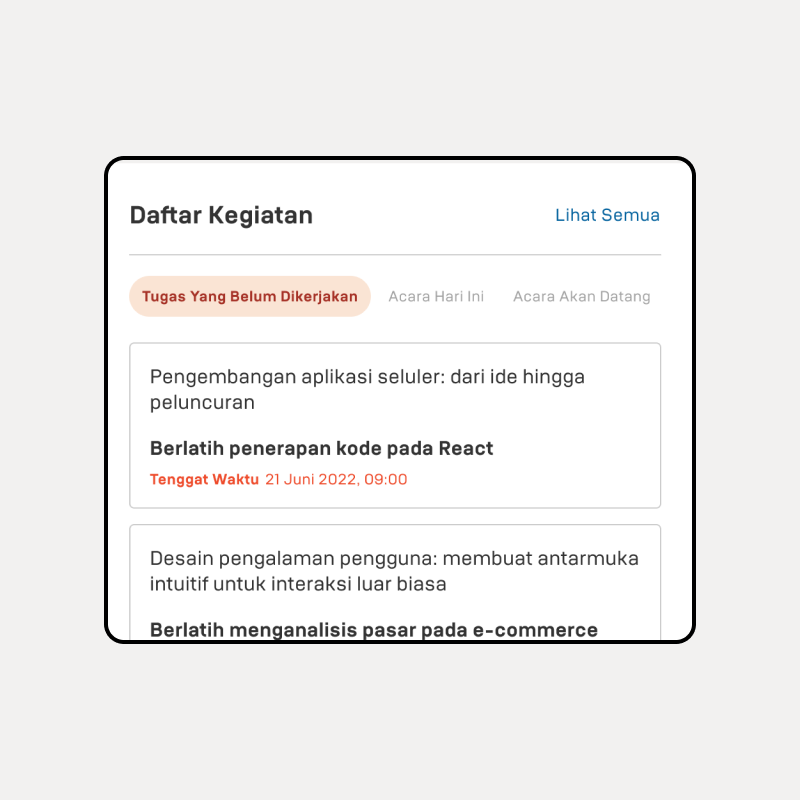 Daftar Kegiatan
Lihat Semua
Tugas Yang Belum Dikerjakan
Acara Hari Ini
Acara Akan Datang
Pengembangan aplikasi seluler: dari ide hingga
peluncuran
Berlatih penerapan kode pada React
Tenggat Waktu 21 Juni 2022, 09:00
Desain pengalaman pengguna: membuat antarmuka
intuitif untuk interaksi luar biasa
Berlatih menganalisis pasar pada e-commerce